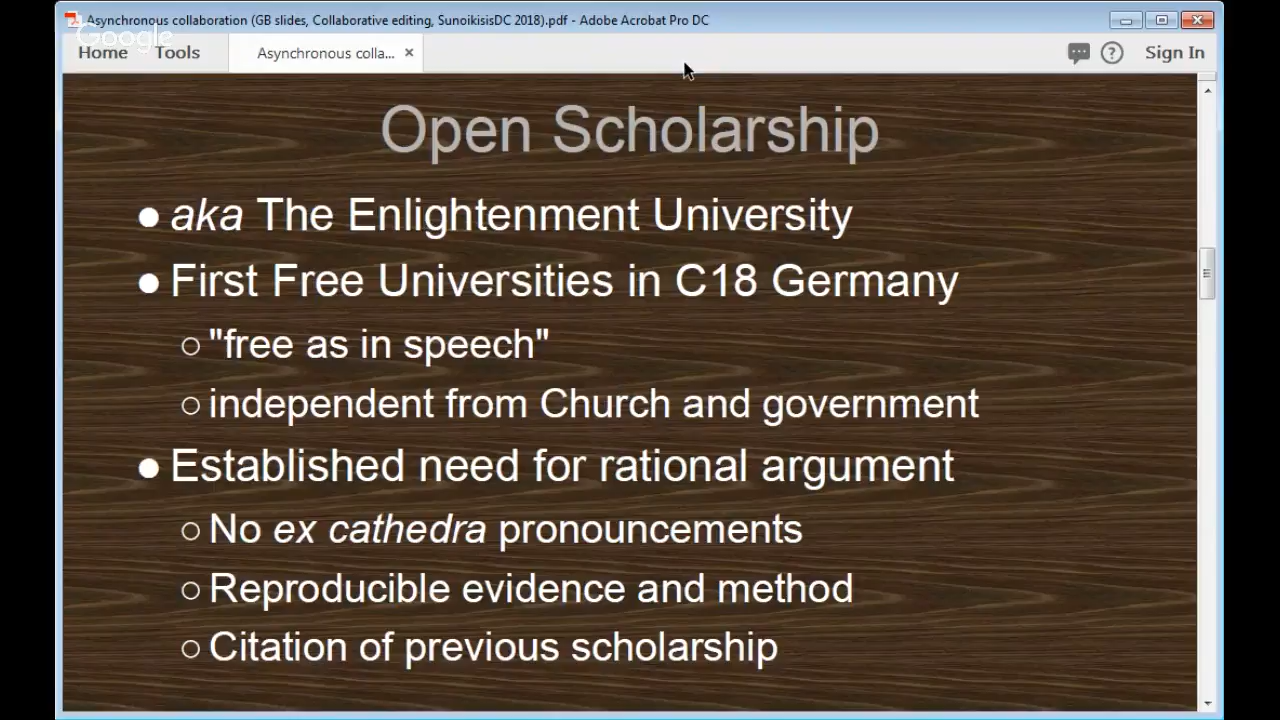 Asynchronous collaboration (GB slides, Collaborative editing, SunoikisisDC 2018).pdf - Adobe Acrobat Pro DC
Google
Home Tools Asynchronous colla... × Sign In
Open Scholarship
● aka The Enlightenment University
● First Free Universities in C18 Germany
○ "free as in speech"
○ independent from Church and government
● Established need for rational argument
○ No ex cathedra pronouncements
○ Reproducible evidence and method
○ Citation of previous scholarship